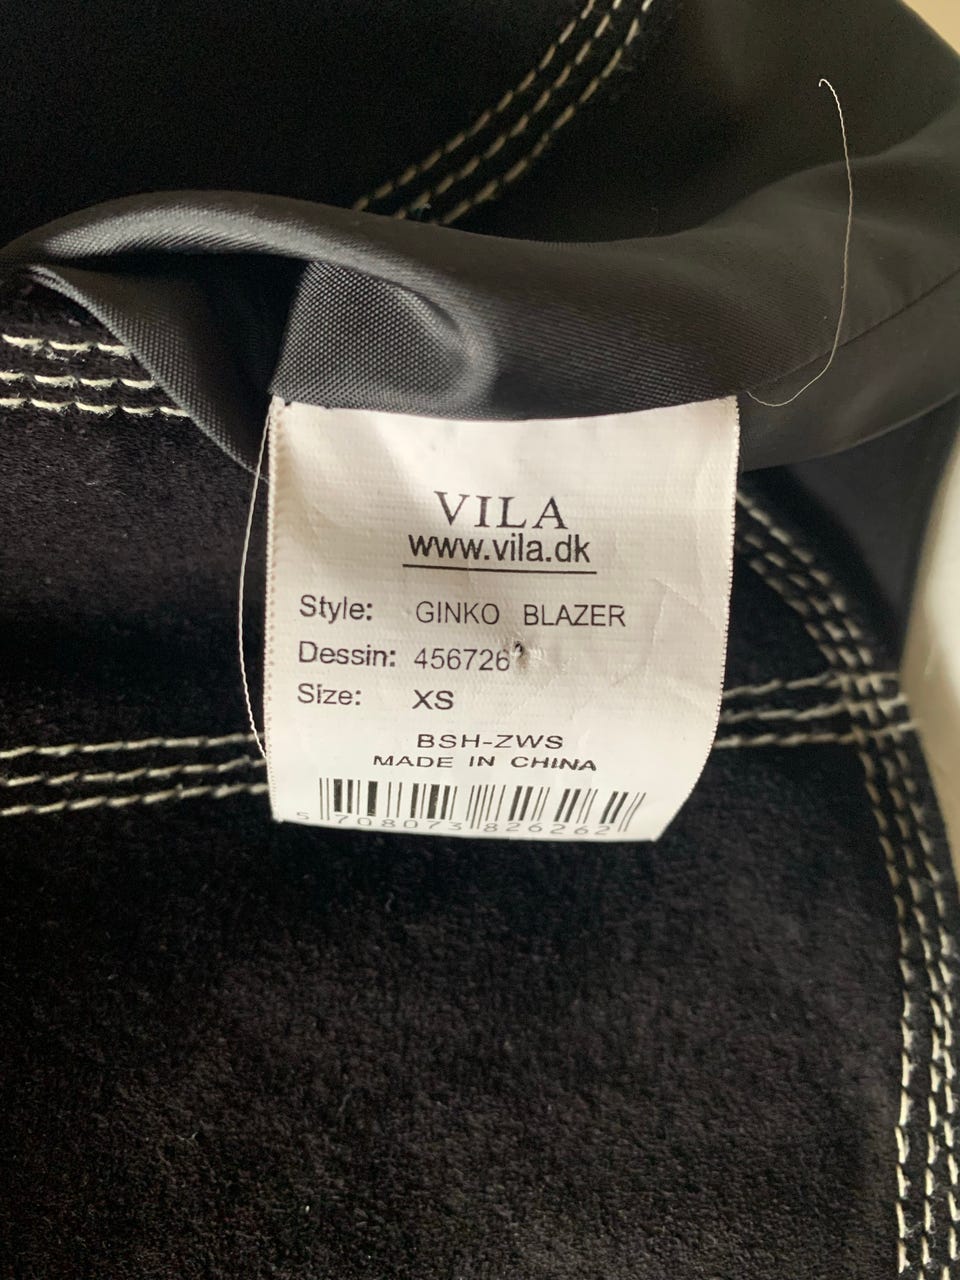 VILA
www.vila.dk
Style: GINKO BLAZER
Dessin: 456726
Size: XS
BSH-ZWS
MADE IN CHINA
5 708073 826262